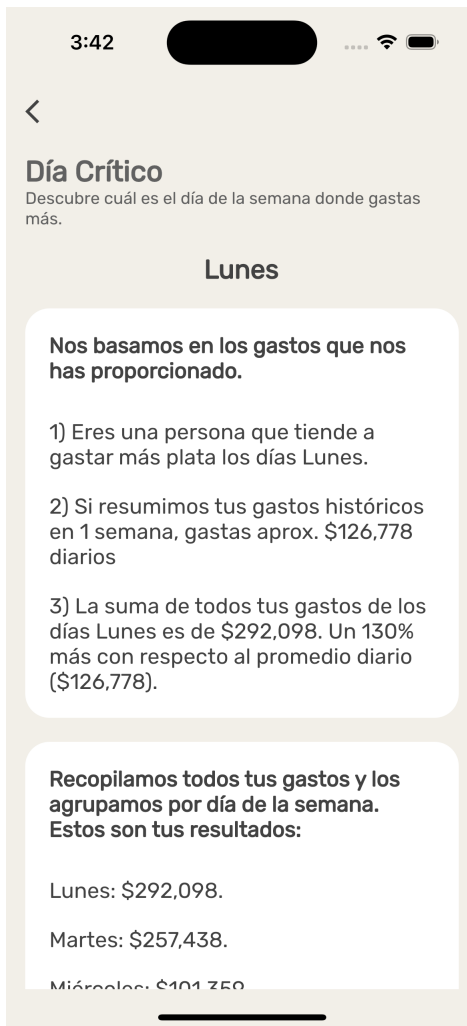 3:42
Día Crítico
Descubre cuál es el día de la semana donde gastas
más.
Lunes
Nos basamos en los gastos que nos
has proporcionado.
1) Eres una persona que tiende a
gastar más plata los días Lunes.
2) Si resumimos tus gastos históricos
en 1 semana, gastas aprox. $126,778
diarios
3) La suma de todos tus gastos de los
días Lunes es de $292,098. Un 130%
más con respecto al promedio diario
($126,778).
Recopilamos todos tus gastos y los
agrupamos por día de la semana.
Estos son tus resultados:
Lunes: $292,098.
Martes: $257,438.
Miércoles: $101,359